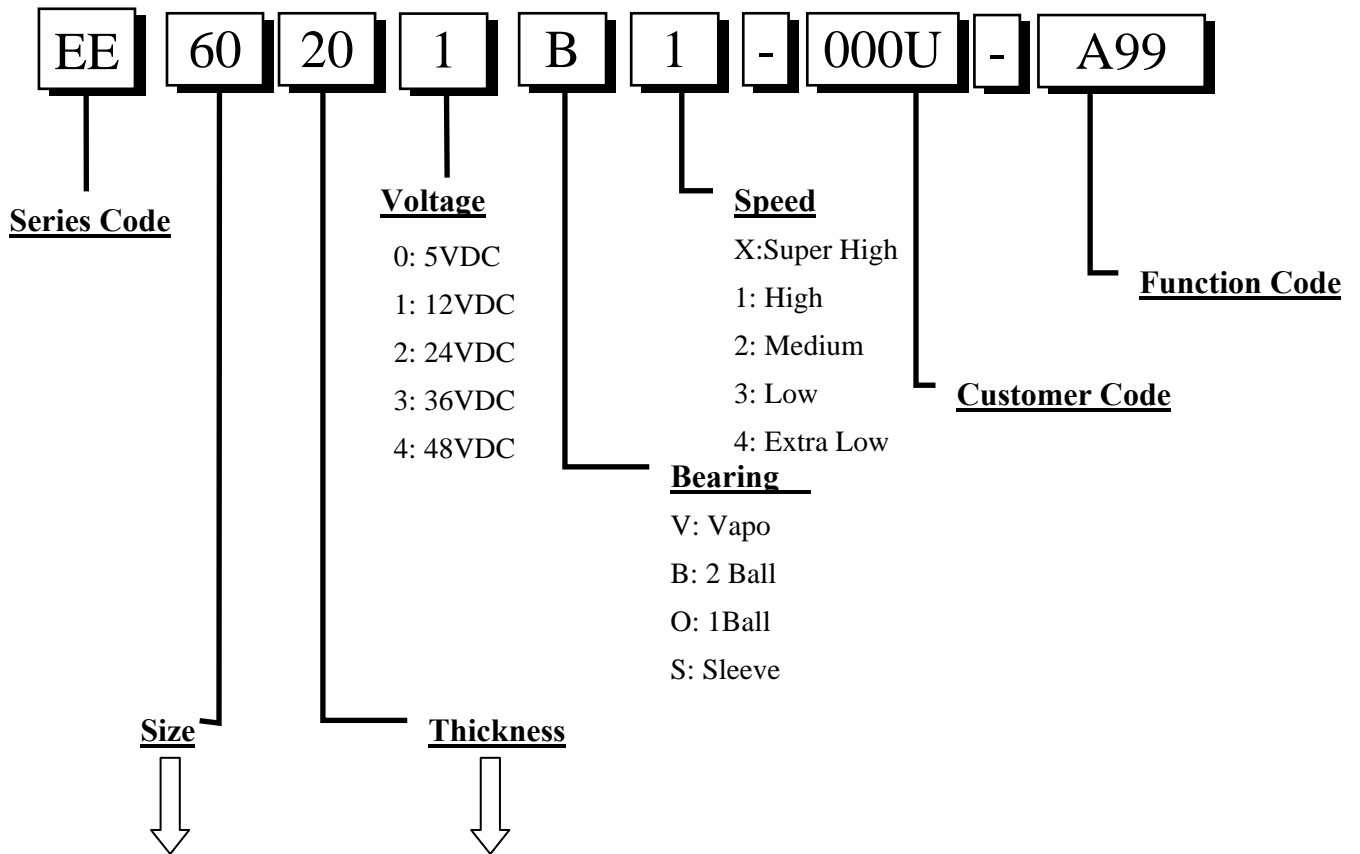 EE 60 20 1 B 1 - 000U - A99
Series Code
Voltage
0: 5VDC
1: 12VDC
2: 24VDC
3: 36VDC
4: 48VDC
Speed
X:Super High
1: High
2: Medium
3: Low
4: Extra Low
Function Code
Customer Code
Bearing
V: Vapo
B: 2 Ball
O: 1Ball
S: Sleeve
Size
Thickness